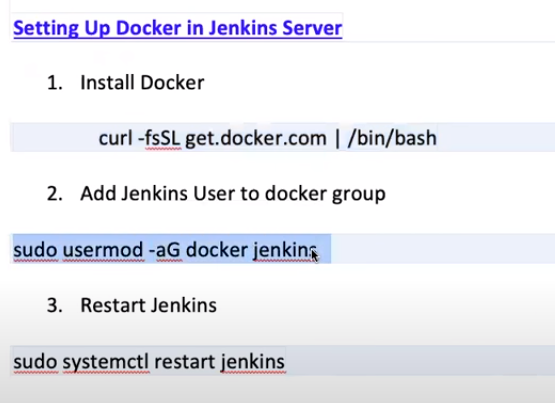 Setting Up Docker in Jenkins Server
1. Install Docker
curl -fsSL get.docker.com | /bin/bash
2. Add Jenkins User to docker group
sudo usermod -aG docker jenkins
3. Restart Jenkins
sudo systemctl restart jenkins